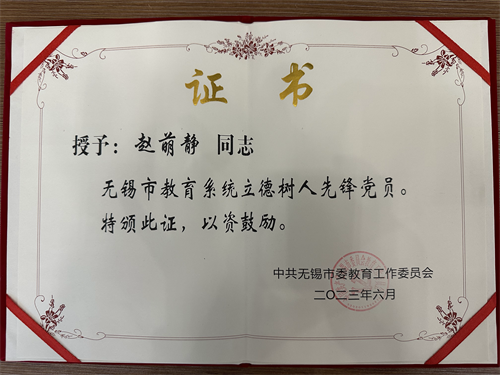 证书
授予：赵萌静 同志
无锡市教育系统立德树人先锋党员。
特颁此证，以资鼓励。
中共无锡市委教育工作委员会
二〇二三年六月